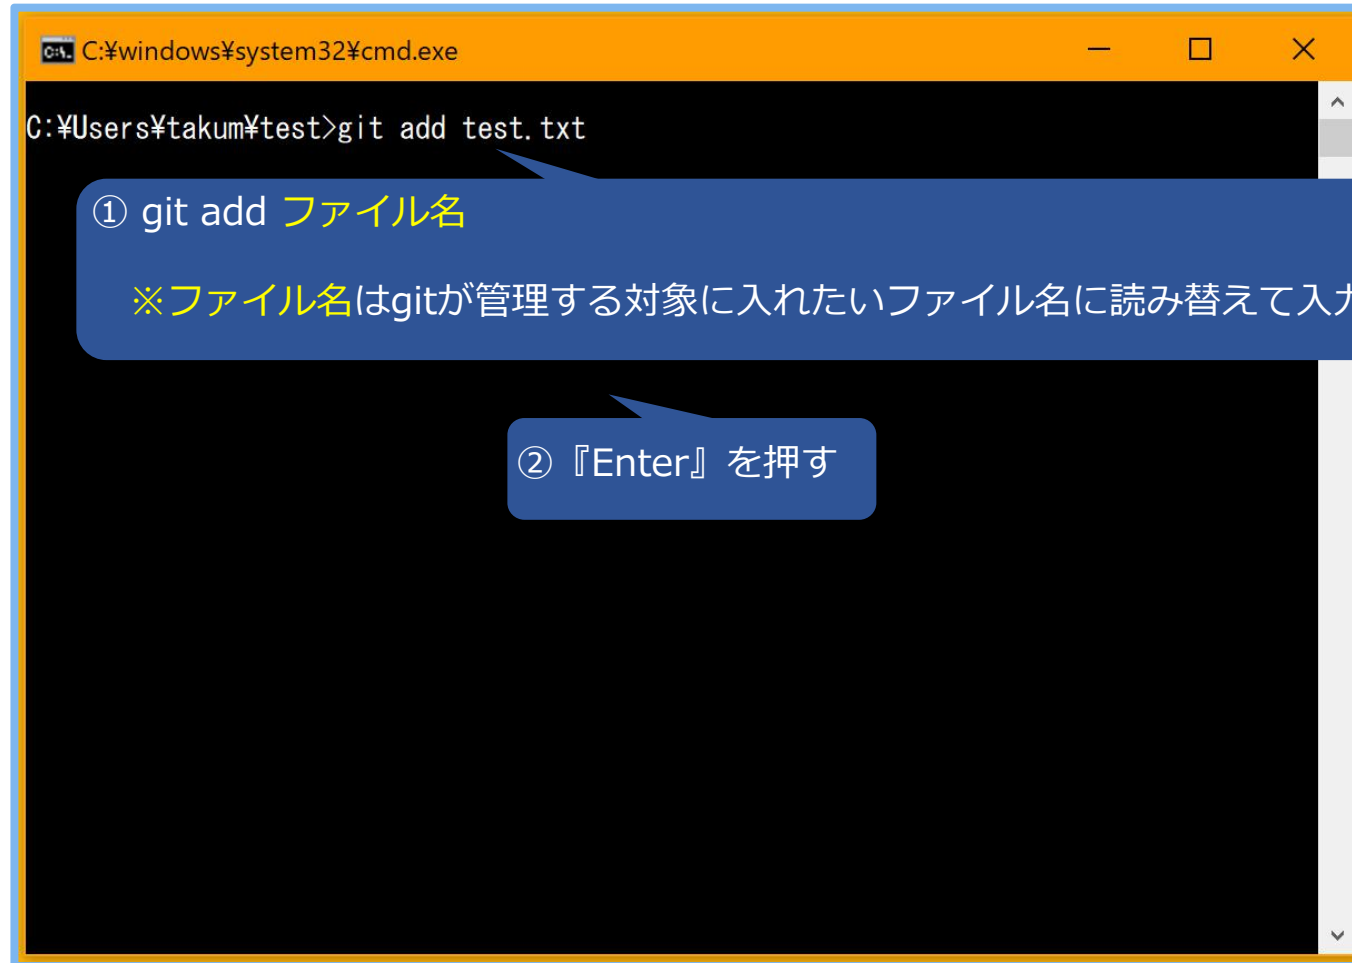 C:¥windows¥system32¥cmd.exe
C:¥Users¥takum¥test>git add test.txt
① git add ファイル名
※ファイル名はgitが管理する対象に入れたいファイル名に読み替えて入力
②『Enter』を押す